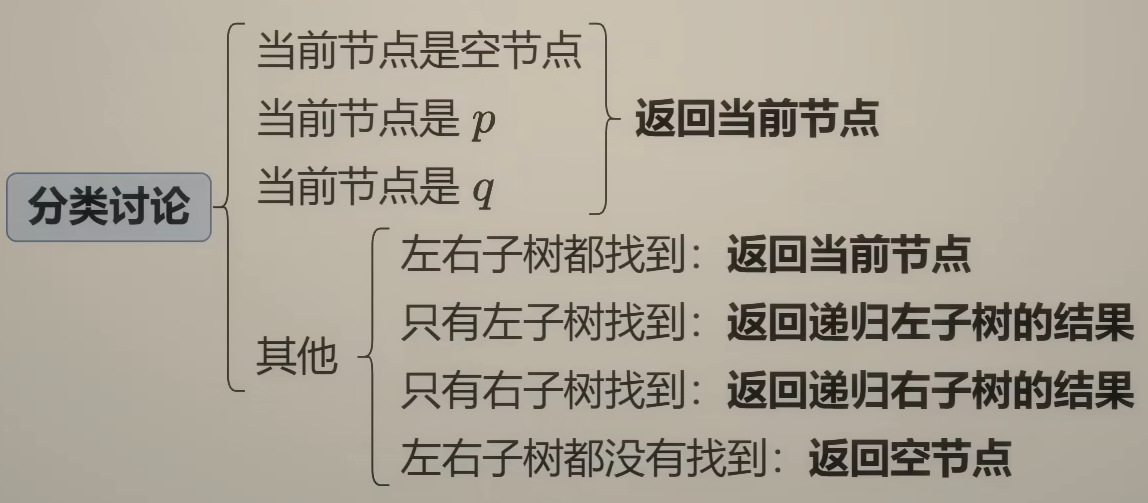 分类讨论
当前节点是空节点
当前节点是 p
当前节点是 q
返回当前节点
其他
左右子树都找到：返回当前节点
只有左子树找到：返回递归左子树的结果
只有右子树找到：返回递归右子树的结果
左右子树都没有找到：返回空节点